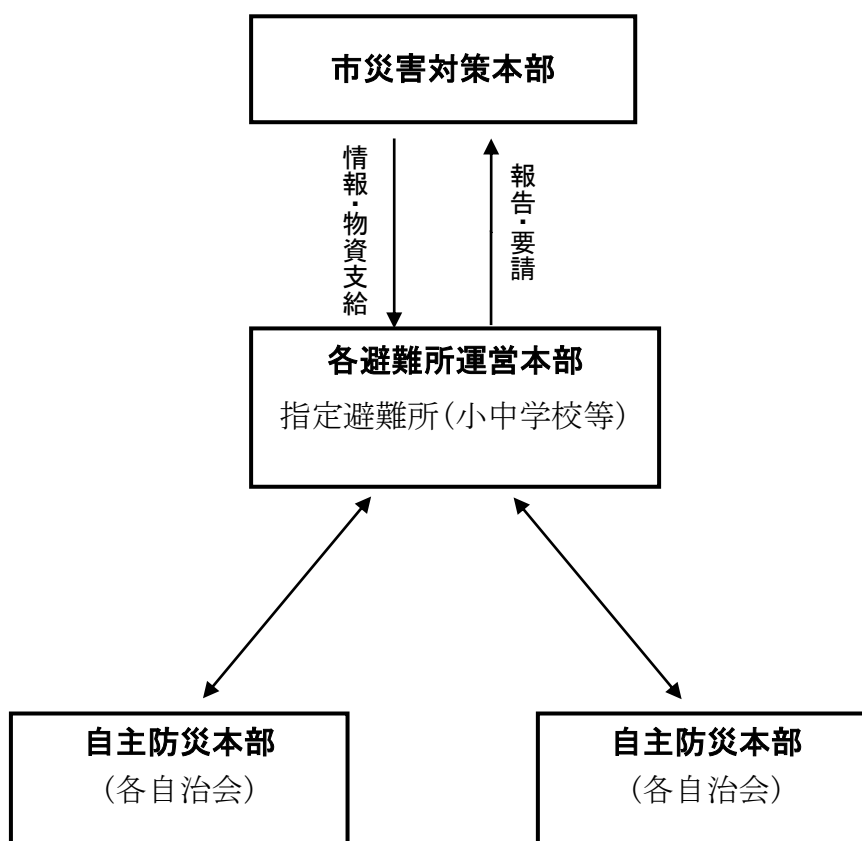 市災害対策本部
情報・物資支給
報告・要請
各避難所運営本部
指定避難所(小中学校等)
自主防災本部
(各自治会)
自主防災本部
(各自治会)